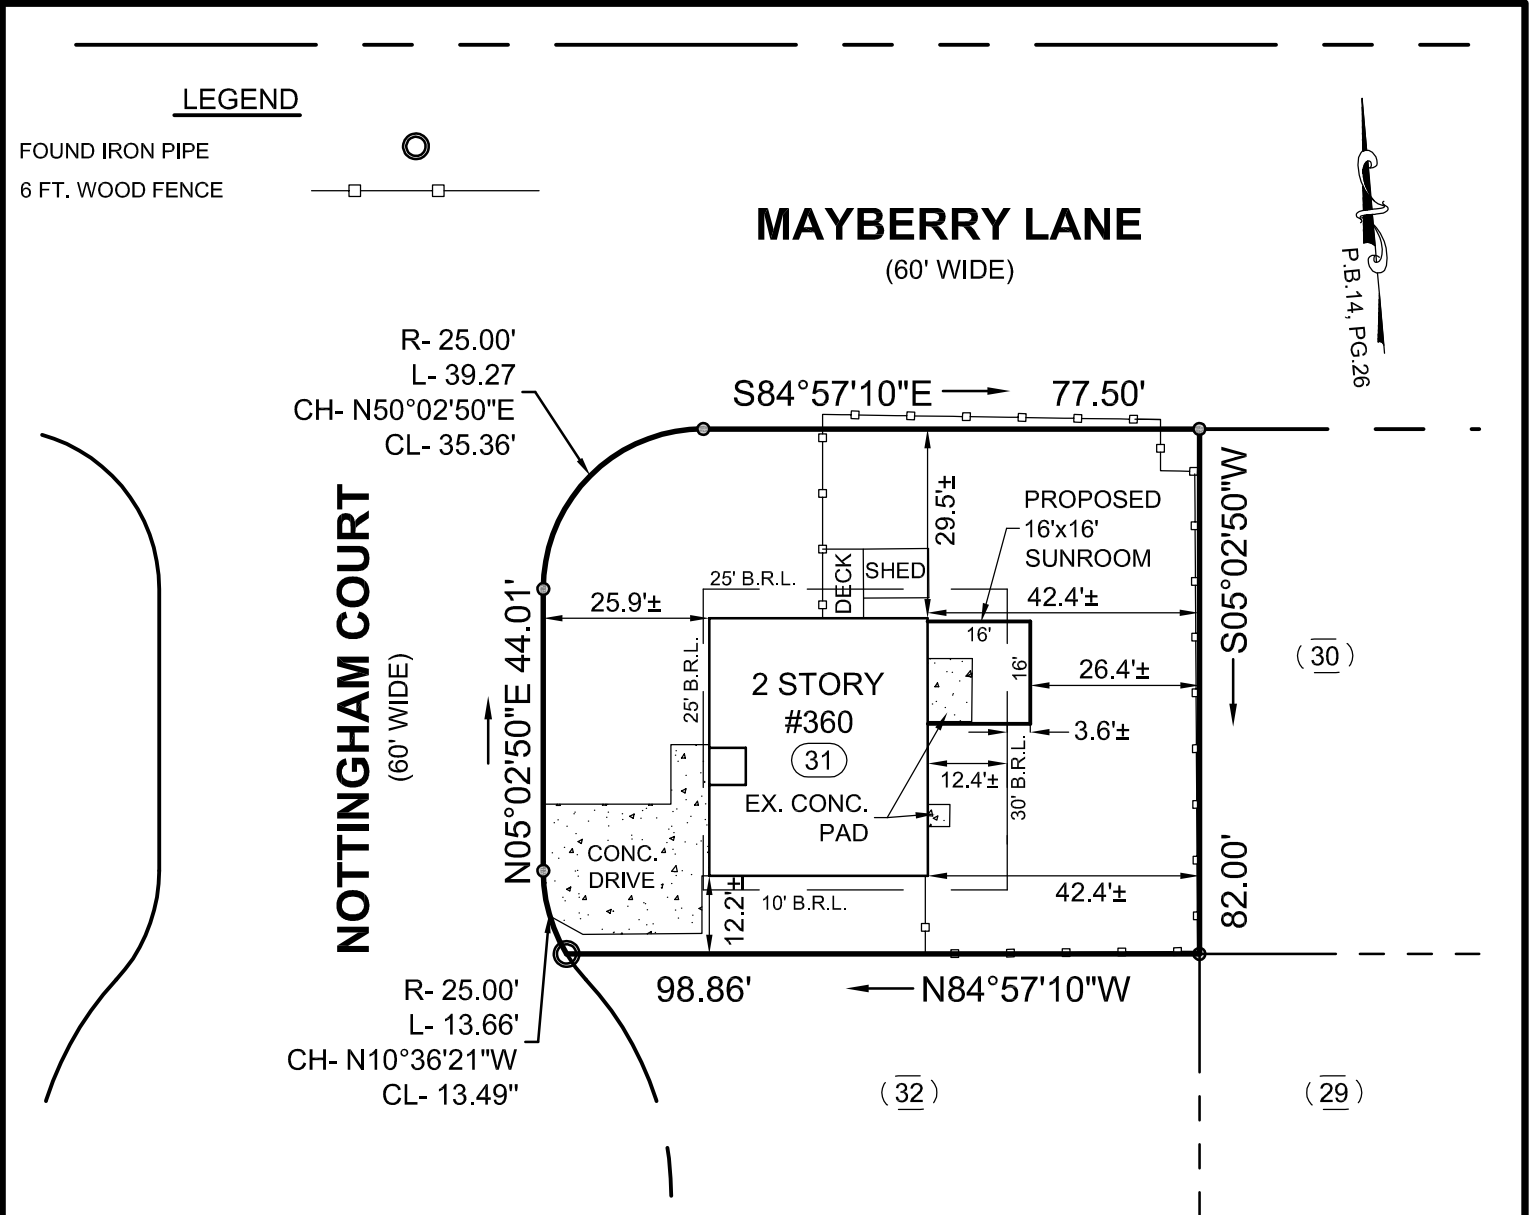 LEGEND
FOUND IRON PIPE
6 FT. WOOD FENCE
MAYBERRY LANE
(60' WIDE)
P.B.14, PG.26
R- 25.00'
L- 39.27
CH- N50°02'50"E
CL- 35.36'
S84°57'10"E
77.50'
NOTTINGHAM COURT
(60' WIDE)
N05°02'50"E 44.01'
S05°02'50"W
82.00'
29.5'±
PROPOSED
16'x16'
SUNROOM
DECK
SHED
25' B.R.L.
25.9'±
42.4'±
16'
16'
25' B.R.L.
2 STORY
#360
31
26.4'±
3.6'±
12.4'±
30' B.R.L.
EX. CONC.
PAD
CONC.
DRIVE
12.2'±
10' B.R.L.
42.4'±
(30)
98.86'
N84°57'10"W
R- 25.00'
L- 13.66'
CH- N10°36'21"W
CL- 13.49"
(32)
(29)